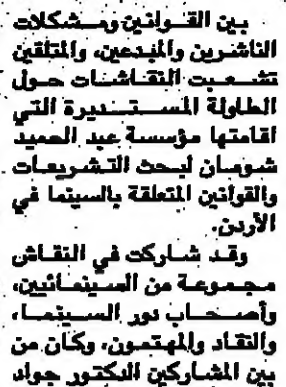 بين القوانين ومشكلات
الناشرين والمبدعين، والمتلقين
تشعبت النقاشات حول
الطاولة المستديرة التي
اقامتها مؤسسة عبد الحميد
شومان لبحث التشريعات
والقوانين المتعلقة بالسينما في
الأردن.
وقد شاركت في النقاش
مجموعة من السينمائيين،
وأصحاب دور السينما،
والنقاد والمهتمون، وكان من
بين المشاركين الدكتور جواد